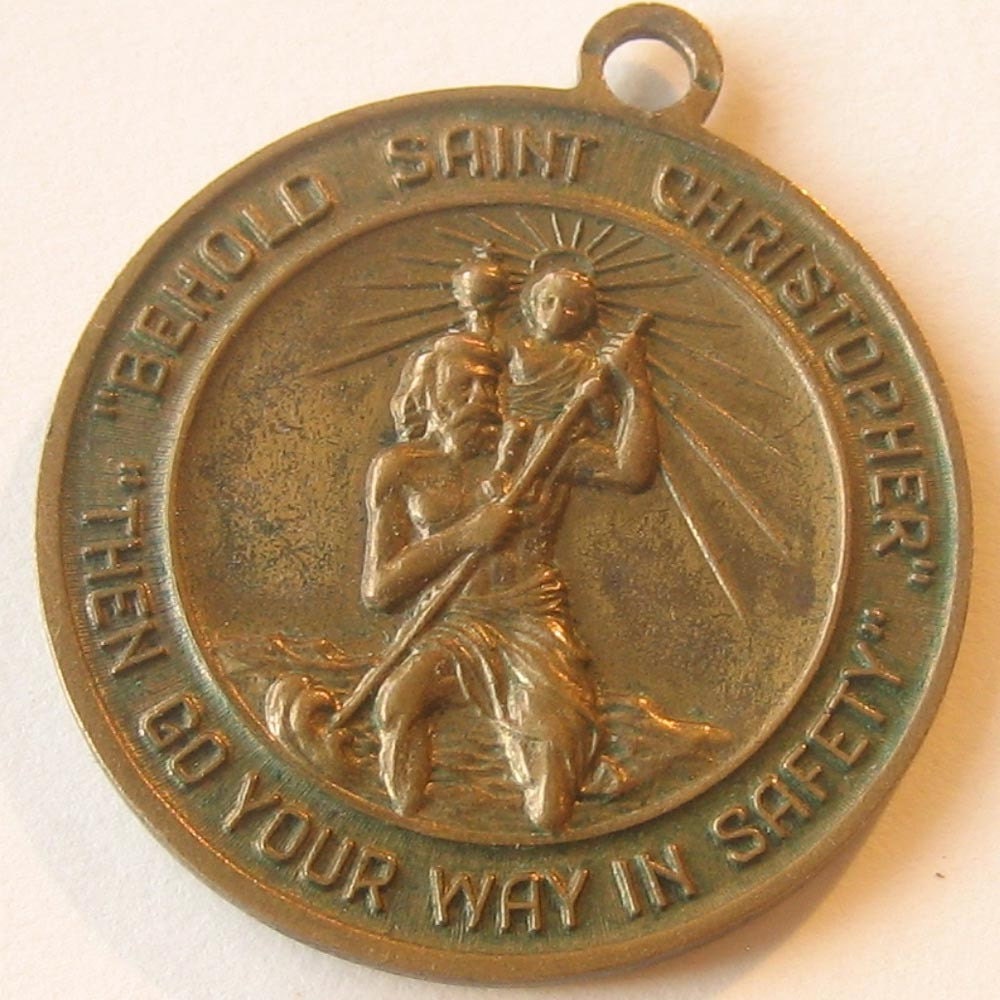 "BEHOLD SAINT CHRISTOPHER"
"THEN GO YOUR WAY IN SAFETY"